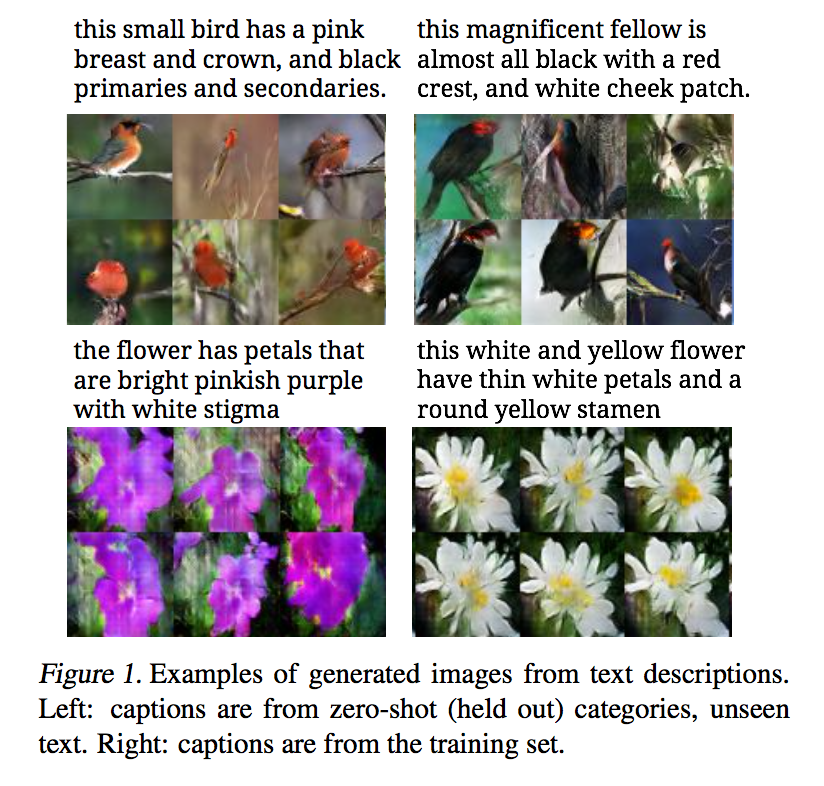 this small bird has a pink
breast and crown, and black
primaries and secondaries.
this magnificent fellow is
almost all black with a red
crest, and white cheek patch.
the flower has petals that
are bright pinkish purple
with white stigma
this white and yellow flower
have thin white petals and a
round yellow stamen
Figure 1. Examples of generated images from text descriptions.
Left: captions are from zero-shot (held out) categories, unseen
text. Right: captions are from the training set.